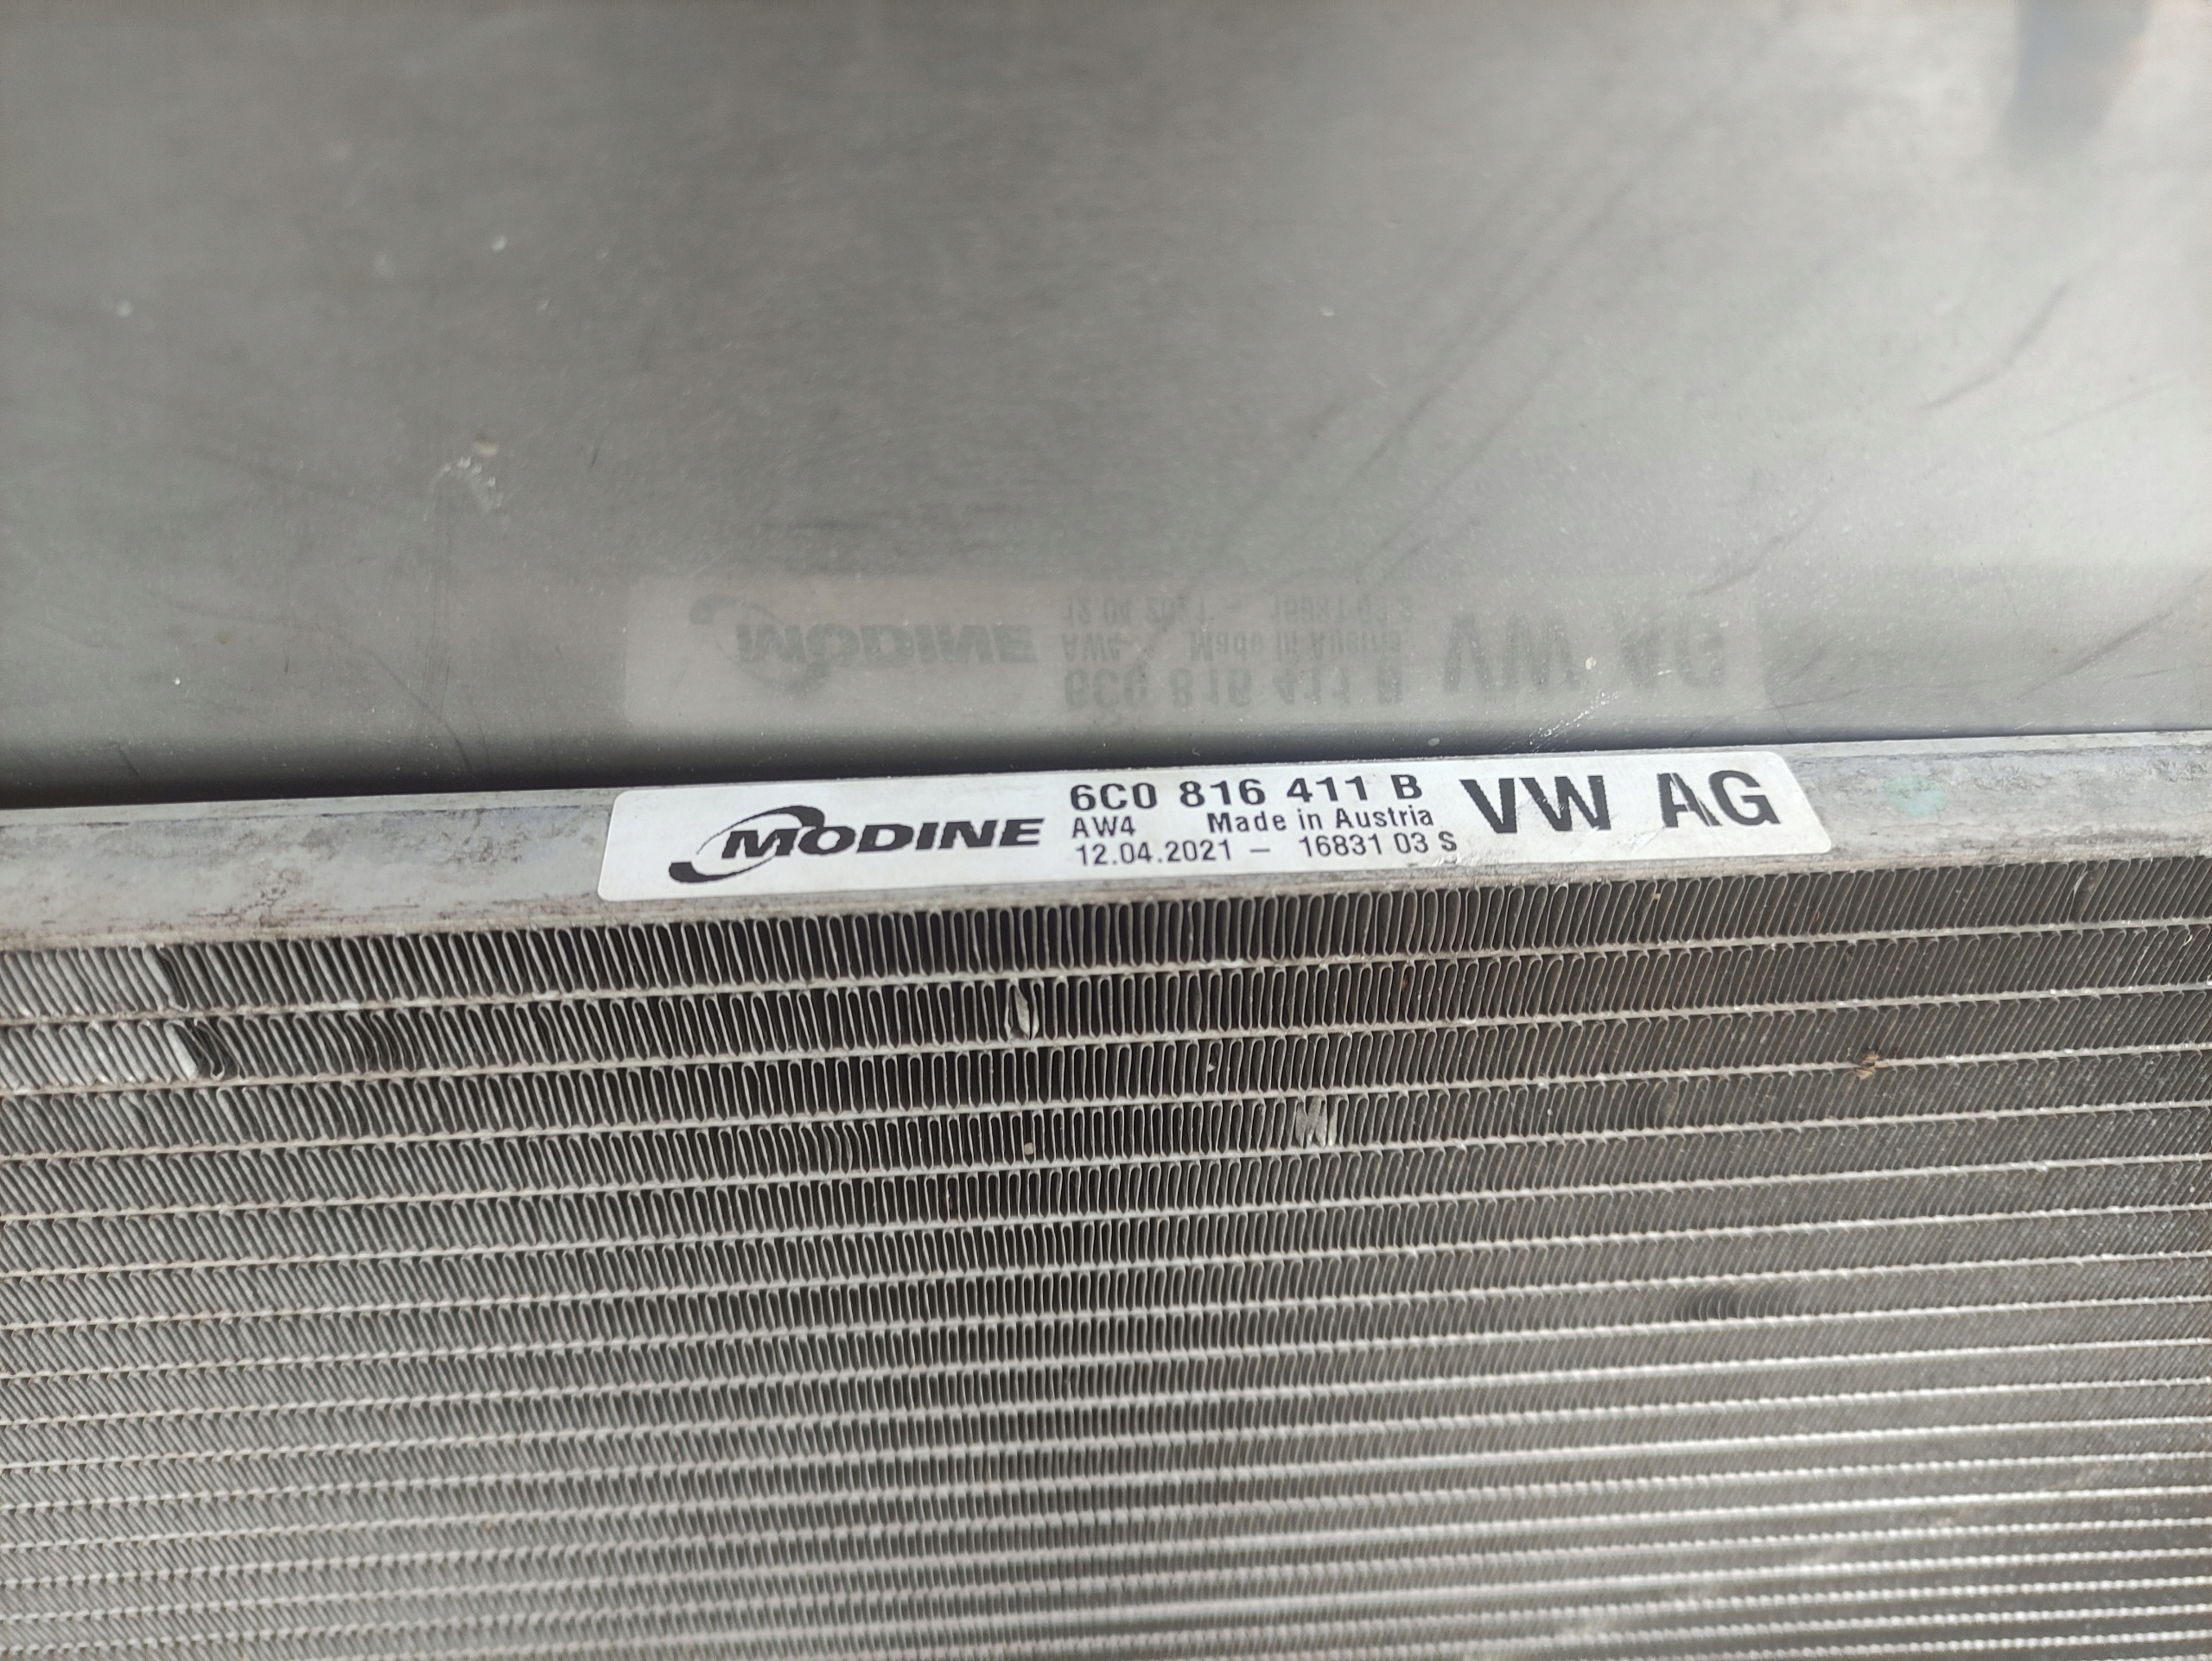 MODINE
6C0 816 411 B
AW4 Made in Austria
12.04.2021 - 16831 03 S
VW AG